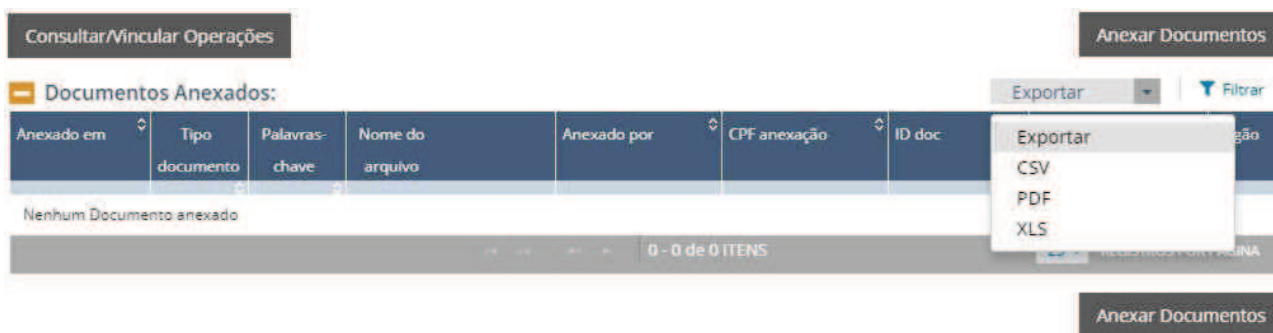 Consultar/Vincular Operações
Anexar Documentos
Documentos Anexados:
Exportar
Filtrar
Anexado em
Tipo documento
Palavras-chave
Nome do arquivo
Anexado por
CPF anexação
ID doc
gão
Exportar
CSV
PDF
XLS
Nenhum Documento anexado
0 - 0 de 0 ITENS
Anexar Documentos